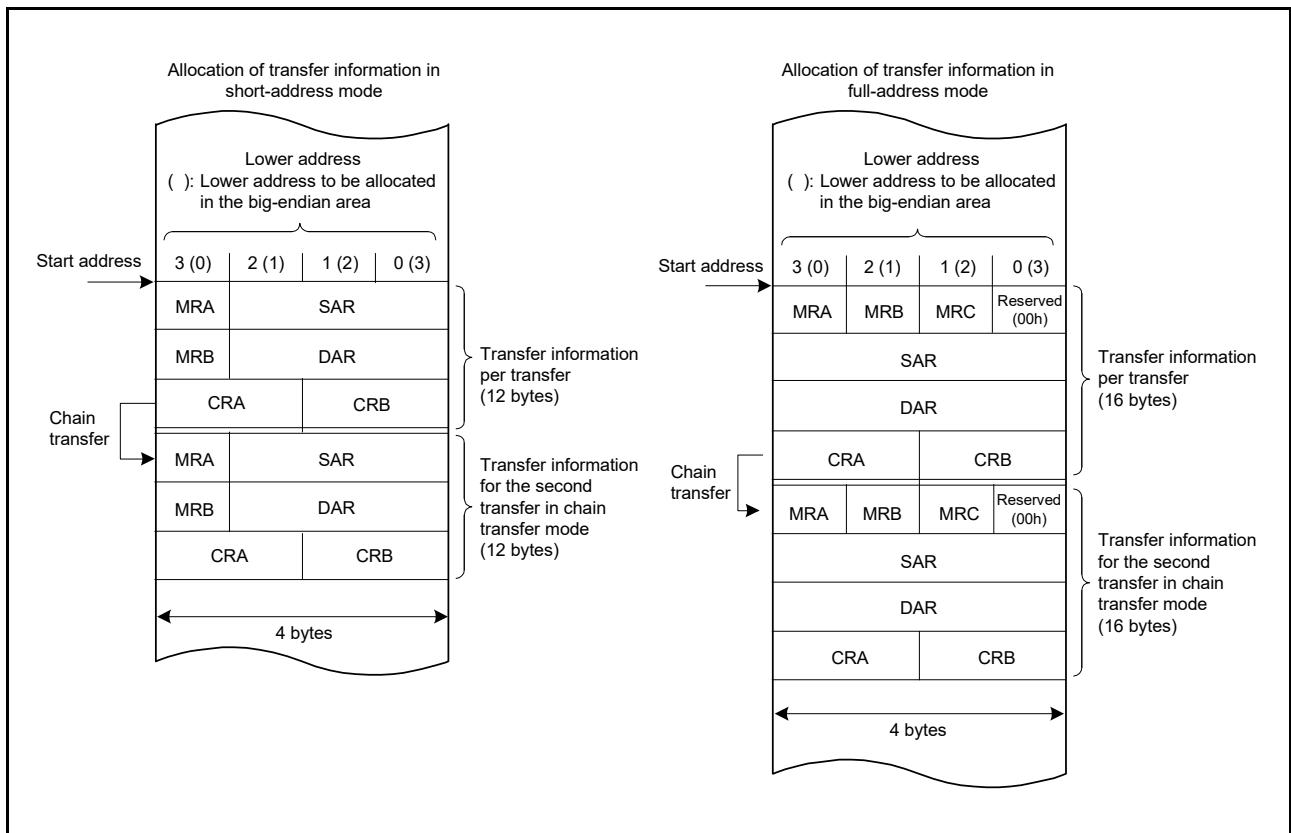 Allocation of transfer information in
short-address mode
Lower address
( ): Lower address to be allocated
in the big-endian area
Start address
3 (0) 2 (1) 1 (2) 0 (3)
MRA SAR
MRB DAR
CRA CRB
Transfer information
per transfer
(12 bytes)
Chain
transfer
MRA SAR
MRB DAR
CRA CRB
Transfer information
for the second
transfer in chain
transfer mode
(12 bytes)
4 bytes
Allocation of transfer information in
full-address mode
Lower address
( ): Lower address to be allocated
in the big-endian area
Start address
3 (0) 2 (1) 1 (2) 0 (3)
MRA MRB MRC Reserved
(00h)
SAR
DAR
CRA CRB
Transfer information
per transfer
(16 bytes)
Chain
transfer
MRA MRB MRC Reserved
(00h)
SAR
DAR
CRA CRB
Transfer information
for the second
transfer in chain
transfer mode
(16 bytes)
4 bytes